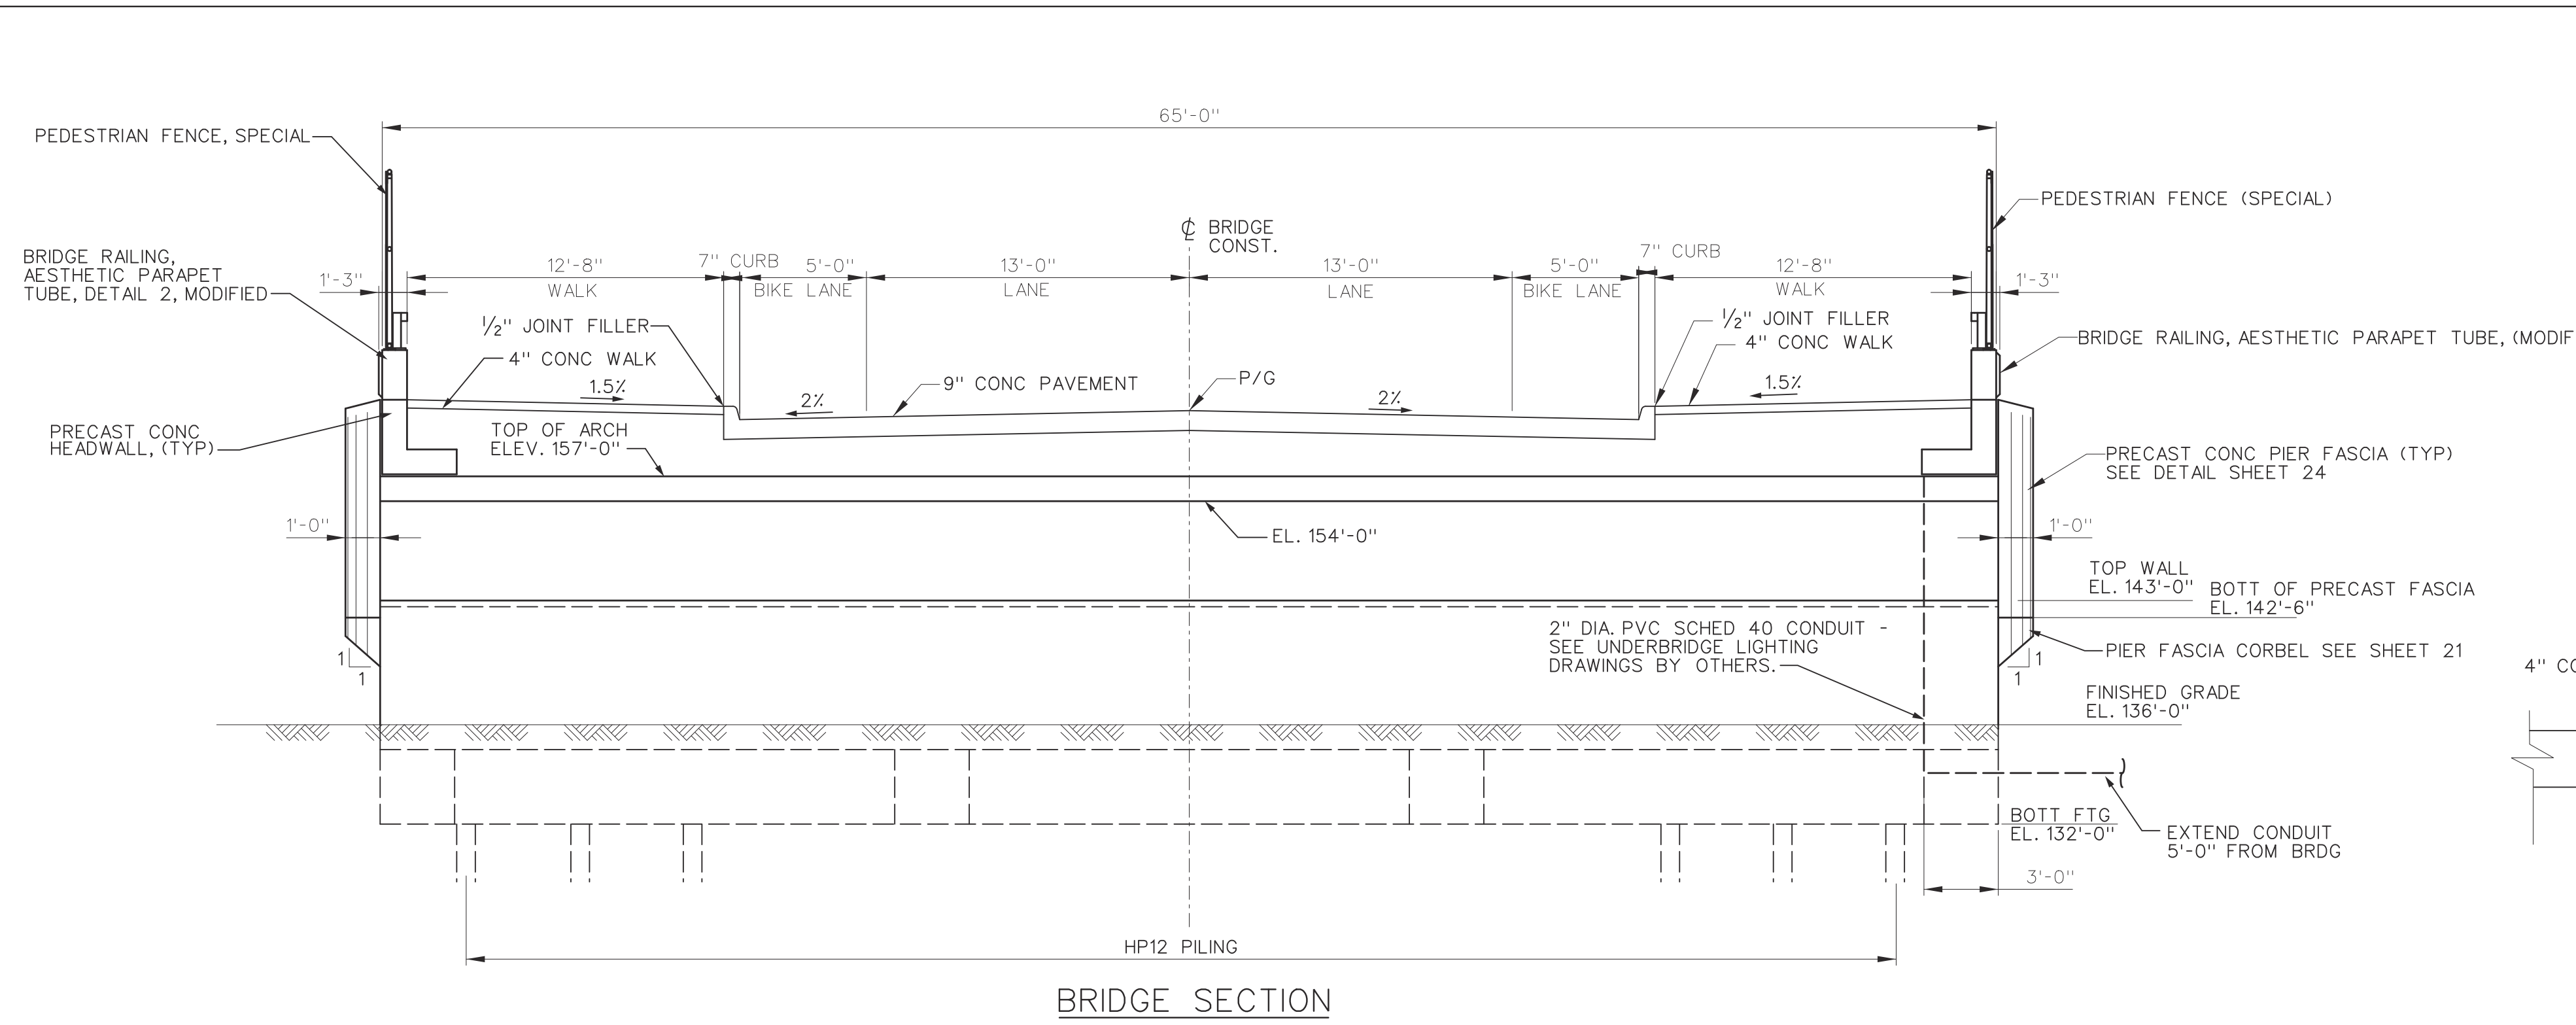 65'-0"
PEDESTRIAN FENCE, SPECIAL
PEDESTRIAN FENCE (SPECIAL)
℄ BRIDGE
CONST.
BRIDGE RAILING,
AESTHETIC PARAPET
TUBE, DETAIL 2, MODIFIED
1'-3"
12'-8"
WALK
7" CURB
5'-0"
BIKE LANE
13'-0"
LANE
13'-0"
LANE
5'-0"
BIKE LANE
7" CURB
12'-8"
WALK
1'-3"
1/2" JOINT FILLER
4" CONC WALK
1.5%
2%
9" CONC PAVEMENT
P/G
2%
1/2" JOINT FILLER
4" CONC WALK
1.5%
BRIDGE RAILING, AESTHETIC PARAPET TUBE, (MODIF
PRECAST CONC
HEADWALL, (TYP)
TOP OF ARCH
ELEV. 157'-0"
PRECAST CONC PIER FASCIA (TYP)
SEE DETAIL SHEET 24
1'-0"
EL. 154'-0"
1'-0"
TOP WALL
EL. 143'-0"
BOTT OF PRECAST FASCIA
EL. 142'-6"
2" DIA. PVC SCHED 40 CONDUIT -
SEE UNDERBRIDGE LIGHTING
DRAWINGS BY OTHERS.
1
1
PIER FASCIA CORBEL SEE SHEET 21
1
1
4" CO
FINISHED GRADE
EL. 136'-0"
BOTT FTG
EL. 132'-0"
EXTEND CONDUIT
5'-0" FROM BRDG
3'-0"
HP12 PILING
BRIDGE SECTION